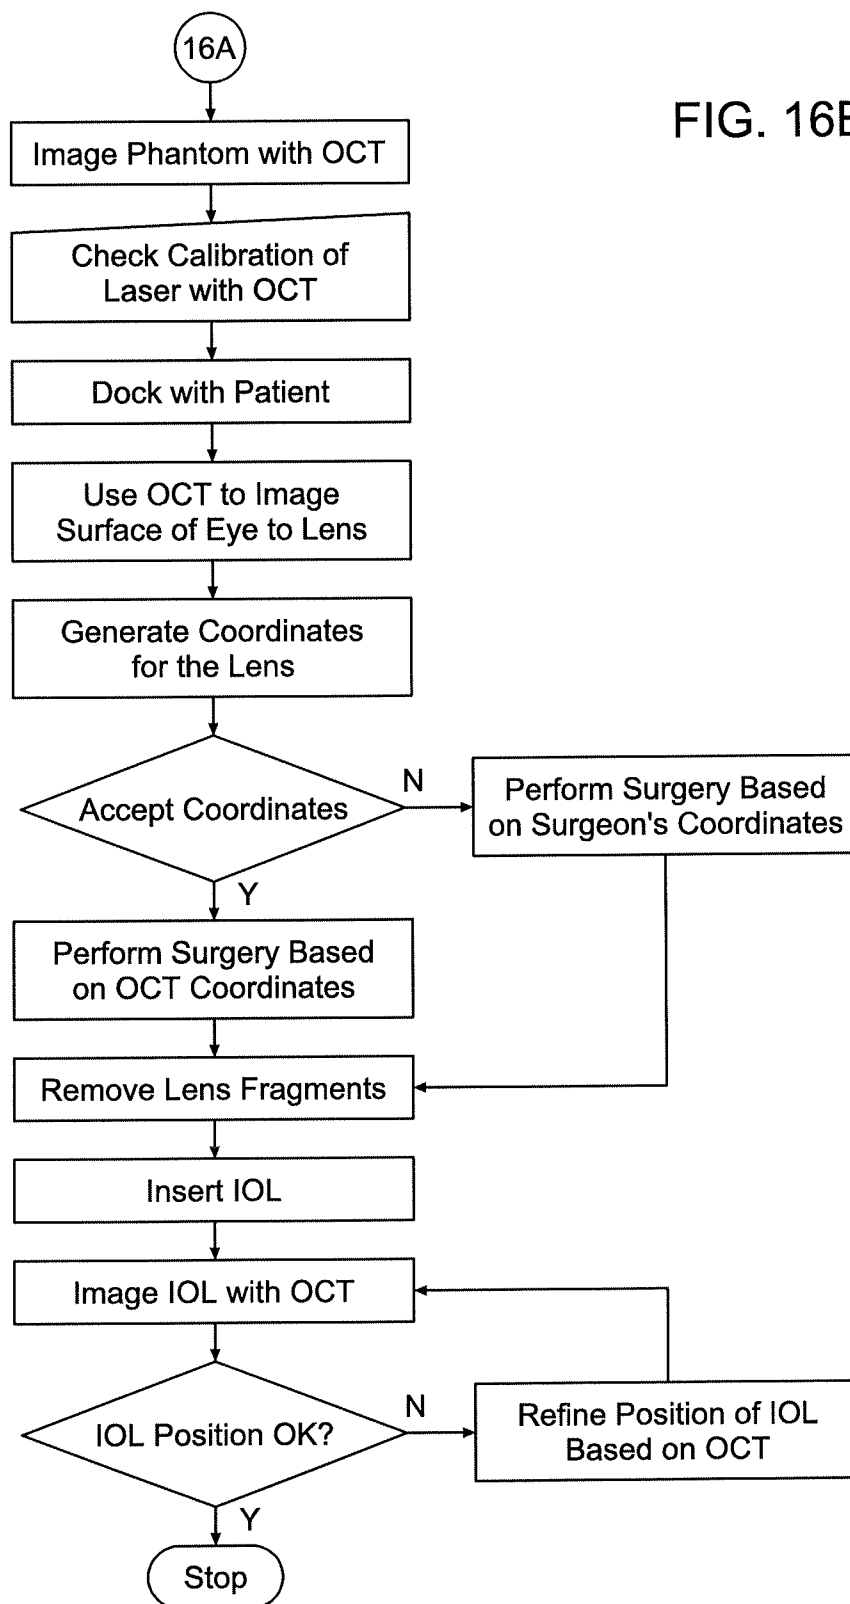 16A
FIG. 16B
Image Phantom with OCT
Check Calibration of
Laser with OCT
Dock with Patient
Use OCT to Image
Surface of Eye to Lens
Generate Coordinates
for the Lens
Accept Coordinates
N
Perform Surgery Based
on Surgeon's Coordinates
Y
Perform Surgery Based
on OCT Coordinates
Remove Lens Fragments
Insert IOL
Image IOL with OCT
IOL Position OK?
N
Refine Position of IOL
Based on OCT
Y
Stop